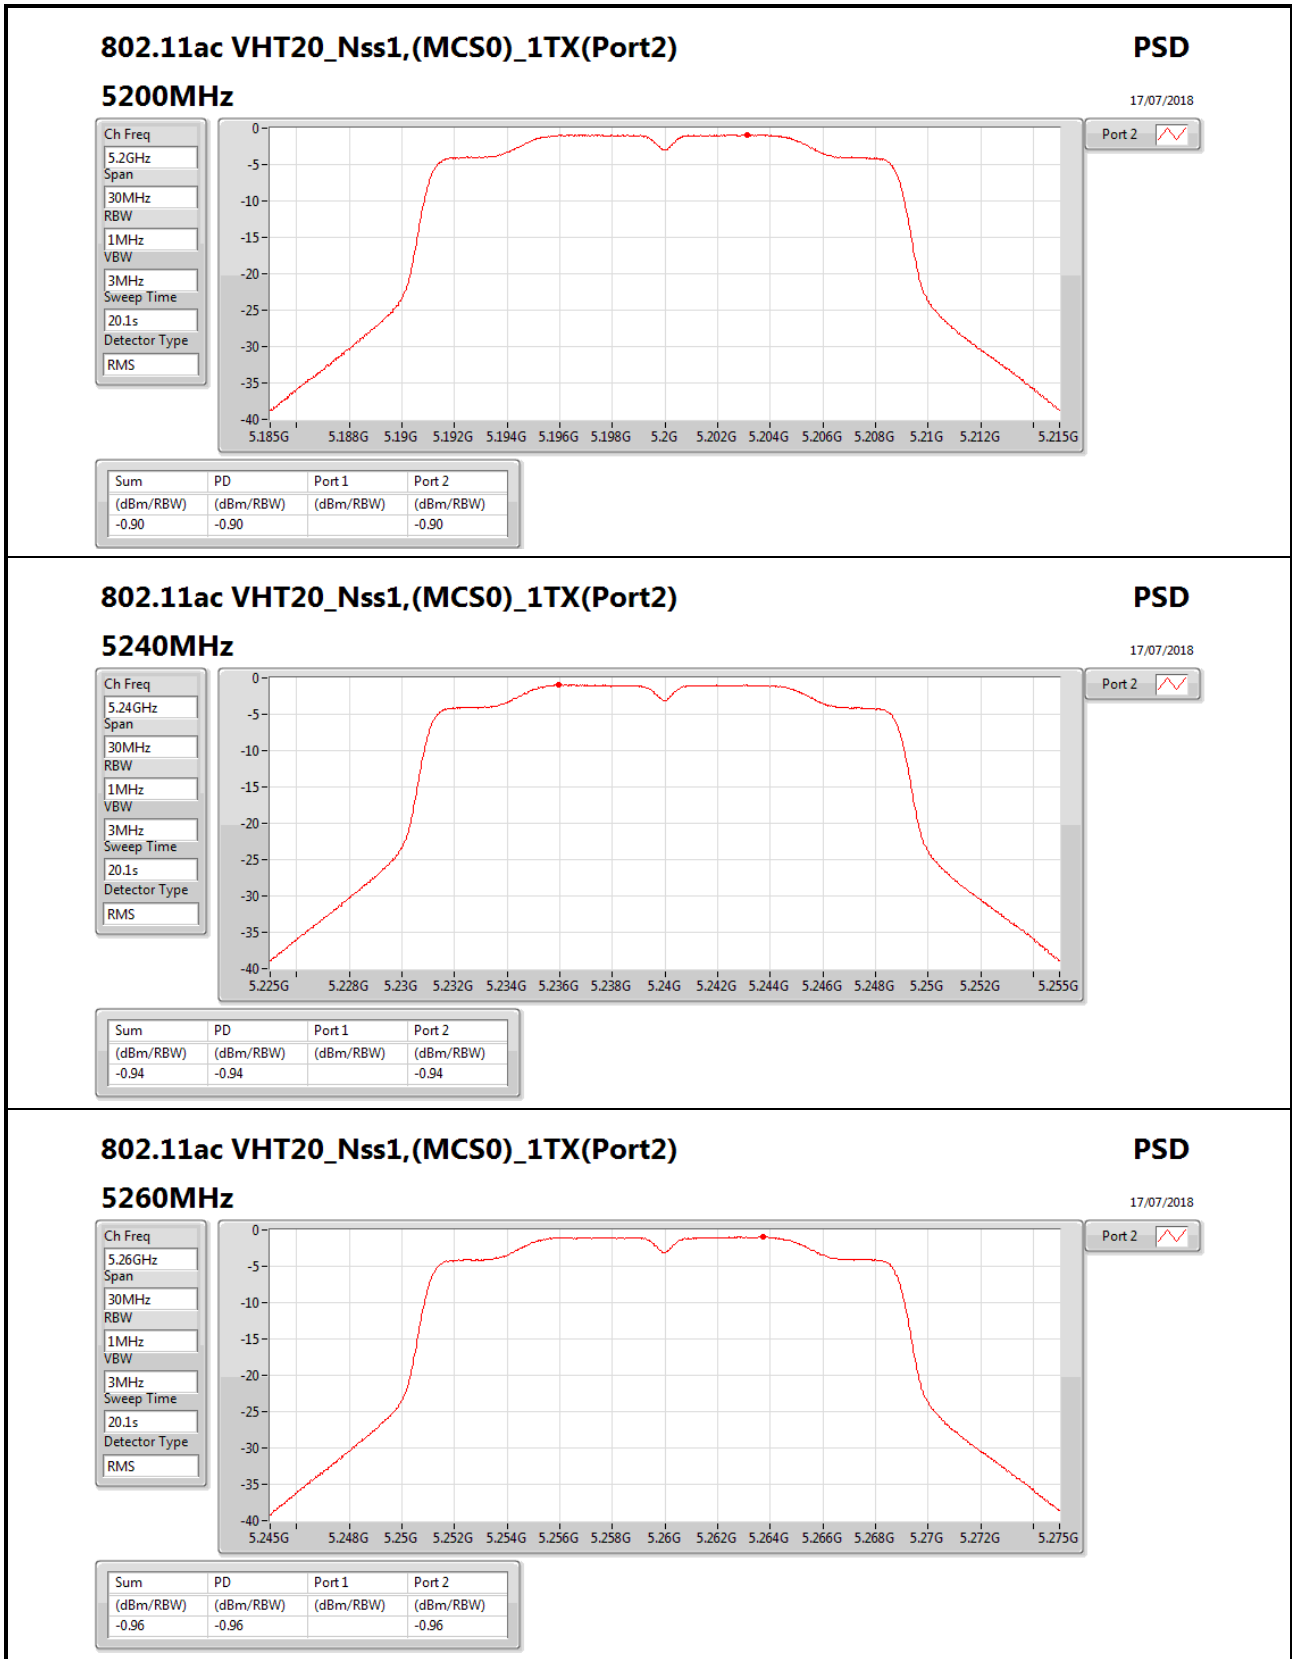 802.11ac VHT20_Nss1,(MCS0)_1TX(Port2) PSD
5200MHz 17/07/2018
Ch Freq
5.2GHz
Span
30MHz
RBW
1MHz
VBW
3MHz
Sweep Time
20.1s
Detector Type
RMS
0
-5
-10
-15
-20
-25
-30
-35
-40
5.185G 5.188G 5.19G 5.192G 5.194G 5.196G 5.198G 5.2G 5.202G 5.204G 5.206G 5.208G 5.21G 5.212G 5.215G
Port 2
Sum PD Port 1 Port 2
(dBm/RBW) (dBm/RBW) (dBm/RBW) (dBm/RBW)
-0.90 -0.90 -0.90
802.11ac VHT20_Nss1,(MCS0)_1TX(Port2) PSD
5240MHz 17/07/2018
Ch Freq
5.24GHz
Span
30MHz
RBW
1MHz
VBW
3MHz
Sweep Time
20.1s
Detector Type
RMS
0
-5
-10
-15
-20
-25
-30
-35
-40
5.225G 5.228G 5.23G 5.232G 5.234G 5.236G 5.238G 5.24G 5.242G 5.244G 5.246G 5.248G 5.25G 5.252G 5.255G
Port 2
Sum PD Port 1 Port 2
(dBm/RBW) (dBm/RBW) (dBm/RBW) (dBm/RBW)
-0.94 -0.94 -0.94
802.11ac VHT20_Nss1,(MCS0)_1TX(Port2) PSD
5260MHz 17/07/2018
Ch Freq
5.26GHz
Span
30MHz
RBW
1MHz
VBW
3MHz
Sweep Time
20.1s
Detector Type
RMS
0
-5
-10
-15
-20
-25
-30
-35
-40
5.245G 5.248G 5.25G 5.252G 5.254G 5.256G 5.258G 5.26G 5.262G 5.264G 5.266G 5.268G 5.27G 5.272G 5.275G
Port 2
Sum PD Port 1 Port 2
(dBm/RBW) (dBm/RBW) (dBm/RBW) (dBm/RBW)
-0.96 -0.96 -0.96